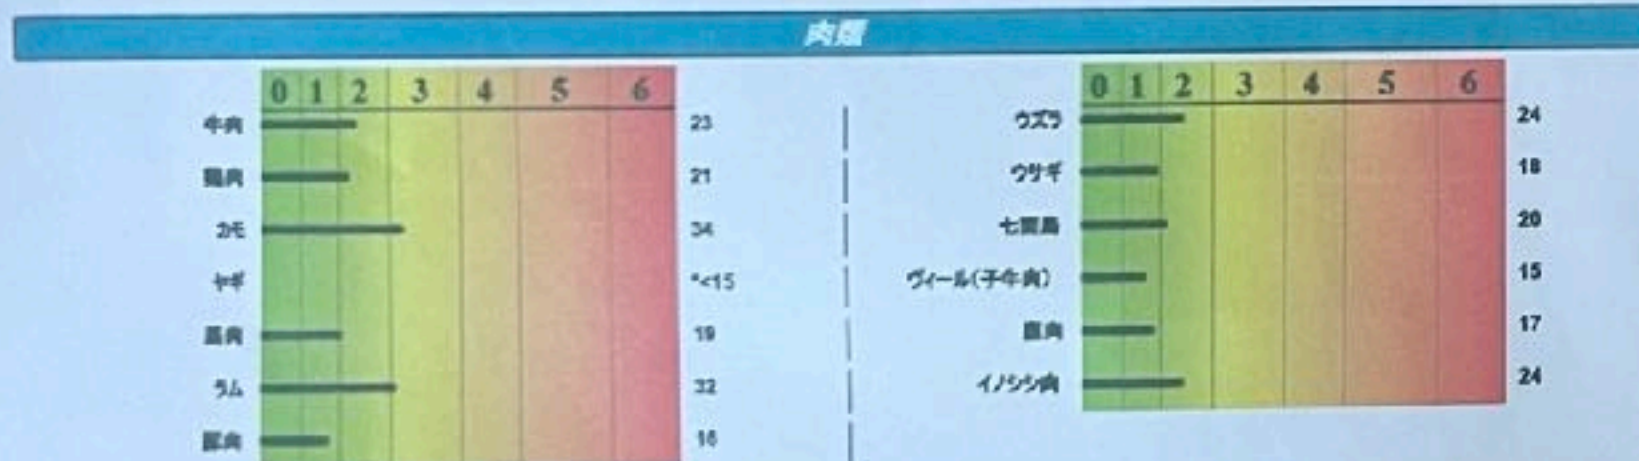 肉類
0 1 2 3 4 5 6
牛肉 23
鶏肉 21
カモ 34
ヤギ *<15
馬肉 19
ラム 32
豚肉 16
0 1 2 3 4 5 6
ウズラ 24
ウサギ 18
七面鳥 20
ヴィール(子牛肉) 15
17
イノシシ肉 24